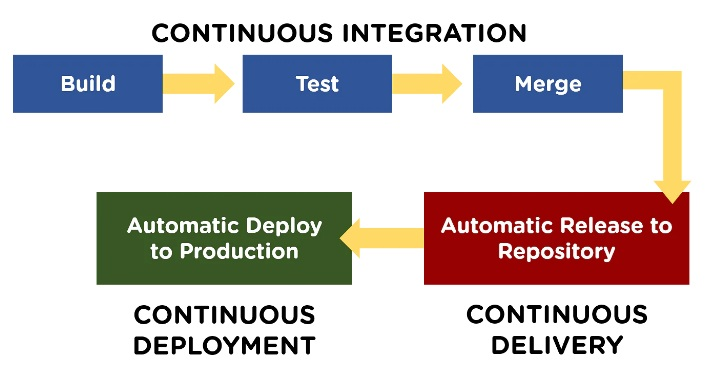 CONTINUOUS INTEGRATION
Build
Test
Merge
Automatic Deploy
to Production
Automatic Release to
Repository
CONTINUOUS
DEPLOYMENT
CONTINUOUS
DELIVERY